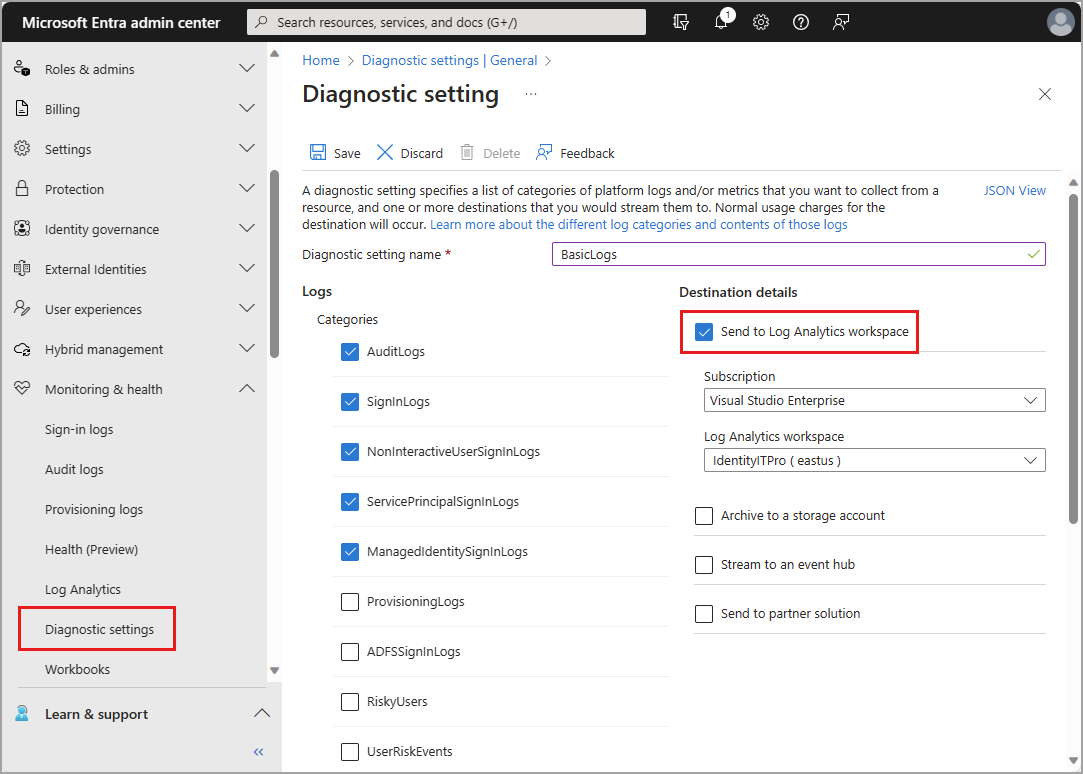 Microsoft Entra admin center
Search resources, services, and docs (G+/)
1
Roles & admins
Billing
Settings
Protection
Identity governance
External Identities
User experiences
Hybrid management
Monitoring & health
Sign-in logs
Audit logs
Provisioning logs
Health (Preview)
Log Analytics
Diagnostic settings
Workbooks
Learn & support
Home > Diagnostic settings | General >
Diagnostic setting ...
Save Discard Delete Feedback
A diagnostic setting specifies a list of categories of platform logs and/or metrics that you want to collect from a
resource, and one or more destinations that you would stream them to. Normal usage charges for the
destination will occur. Learn more about the different log categories and contents of those logs
JSON View
Diagnostic setting name *
BasicLogs
Logs
Categories
AuditLogs
SignInLogs
NonInteractiveUserSignInLogs
ServicePrincipalSignInLogs
ManagedIdentitySignInLogs
ProvisioningLogs
ADFSSignInLogs
RiskyUsers
UserRiskEvents
Destination details
Send to Log Analytics workspace
Subscription
Visual Studio Enterprise
Log Analytics workspace
IdentityITPro ( eastus )
Archive to a storage account
Stream to an event hub
Send to partner solution